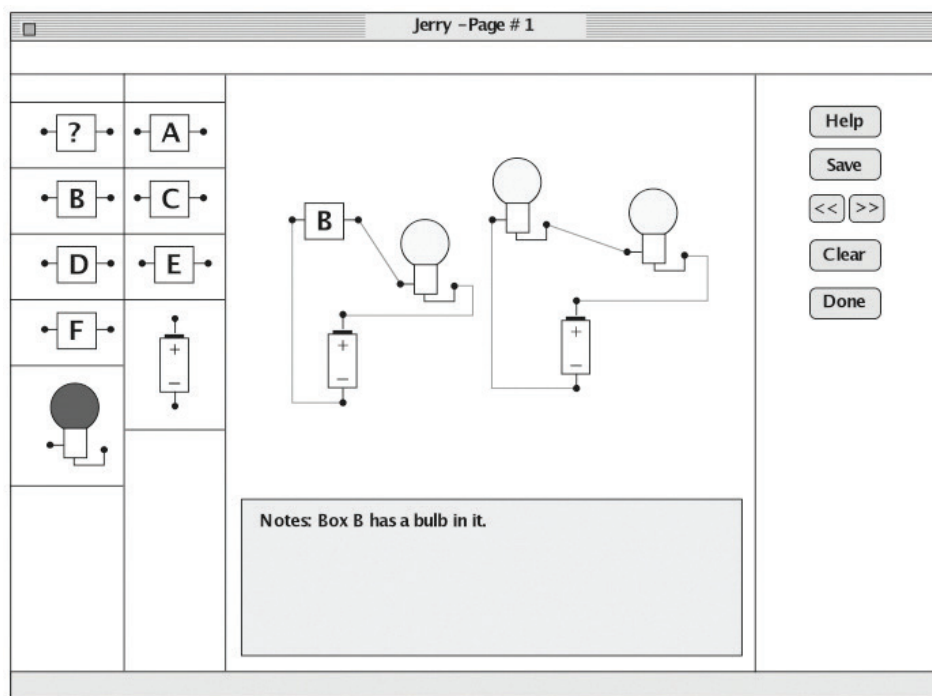 Jerry –Page # 1
? A
B C
D E
F
+
−
B
+
−
+
−
Help
Save
<< >>
Clear
Done
Notes: Box B has a bulb in it.